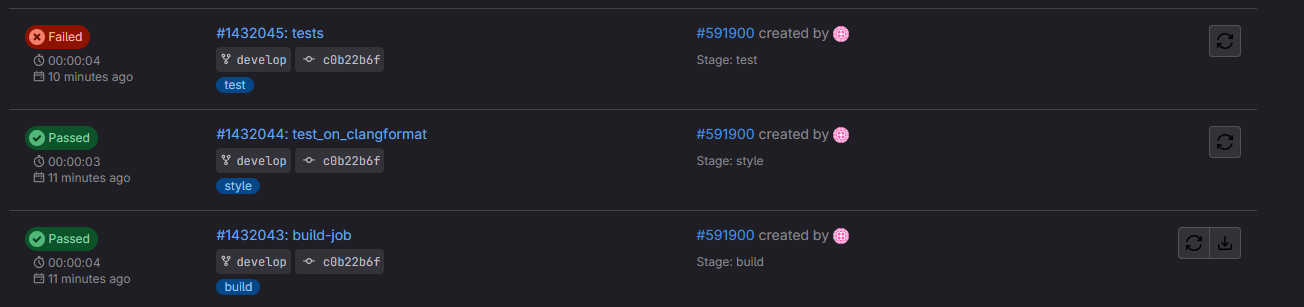 Failed
#1432045: tests
#591900 created by
00:00:04
develop c0b22b6f
Stage: test
10 minutes ago
test
Passed
#1432044: test_on_clangformat
#591900 created by
00:00:03
develop c0b22b6f
Stage: style
11 minutes ago
style
Passed
#1432043: build-job
#591900 created by
00:00:04
develop c0b22b6f
Stage: build
11 minutes ago
build